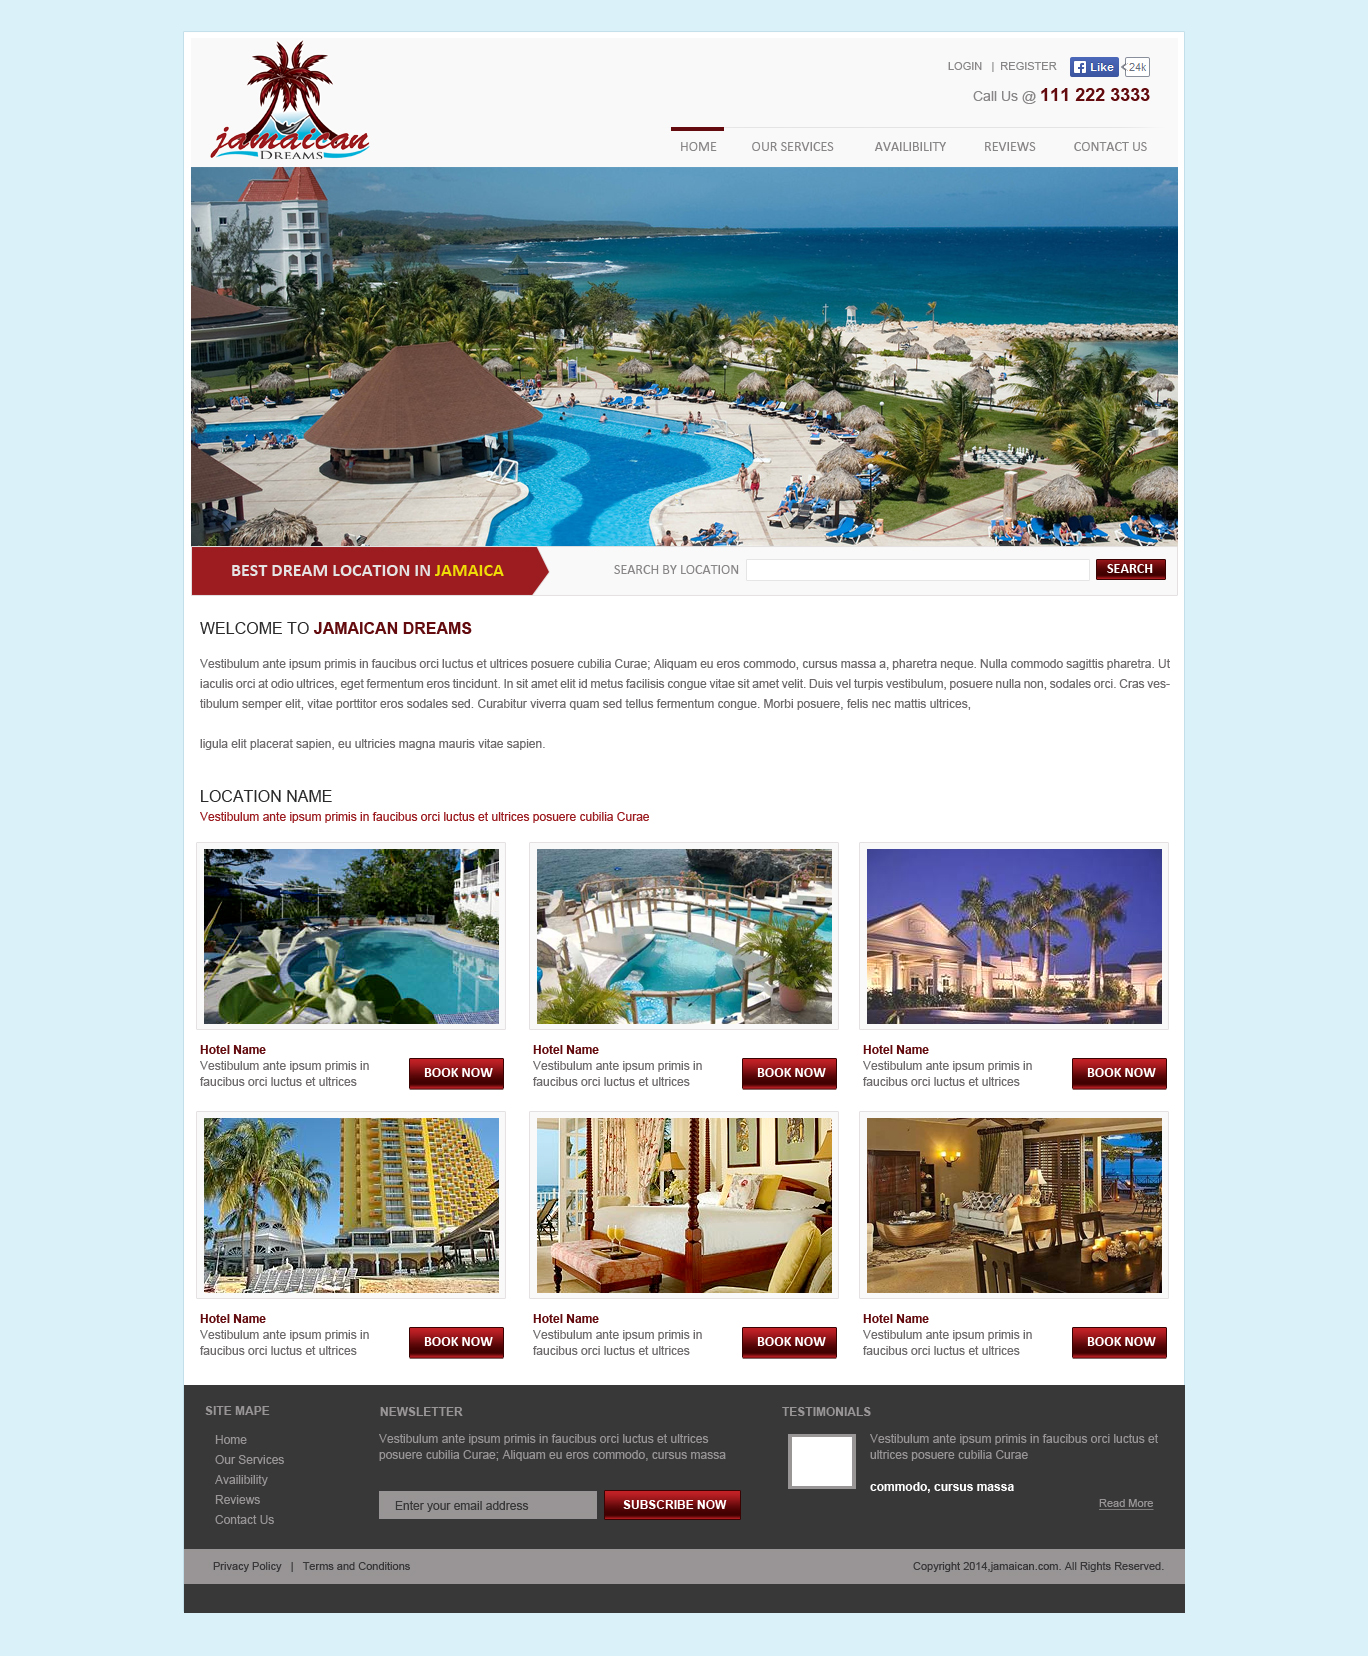 jamaican
DREAMS
LOGIN | REGISTER
Like
24k
Call Us @ 111 222 3333
HOME
OUR SERVICES
AVAILIBILITY
REVIEWS
CONTACT US
BEST DREAM LOCATION IN JAMAICA
SEARCH BY LOCATION
SEARCH
WELCOME TO JAMAICAN DREAMS
Vestibulum ante ipsum primis in faucibus orci luctus et ultrices posuere cubilia Curae; Aliquam eu eros commodo, cursus massa a, pharetra neque. Nulla commodo sagittis pharetra. Ut
iaculis orci at odio ultrices, eget fermentum eros tincidunt. In sit amet elit id metus facilisis congue vitae sit amet velit. Duis vel turpis vestibulum, posuere nulla non, sodales orci. Cras ves-
tibulum semper elit, vitae porttitor eros sodales sed. Curabitur viverra quam sed tellus fermentum congue. Morbi posuere, felis nec mattis ultrices,
ligula elit placerat sapien, eu ultricies magna mauris vitae sapien.
LOCATION NAME
Vestibulum ante ipsum primis in faucibus orci luctus et ultrices posuere cubilia Curae
Hotel Name
Vestibulum ante ipsum primis in
faucibus orci luctus et ultrices
BOOK NOW
Hotel Name
Vestibulum ante ipsum primis in
faucibus orci luctus et ultrices
BOOK NOW
Hotel Name
Vestibulum ante ipsum primis in
faucibus orci luctus et ultrices
BOOK NOW
Hotel Name
Vestibulum ante ipsum primis in
faucibus orci luctus et ultrices
BOOK NOW
Hotel Name
Vestibulum ante ipsum primis in
faucibus orci luctus et ultrices
BOOK NOW
Hotel Name
Vestibulum ante ipsum primis in
faucibus orci luctus et ultrices
BOOK NOW
SITE MAPE
Home
Our Services
Availibility
Reviews
Contact Us
NEWSLETTER
Vestibulum ante ipsum primis in faucibus orci luctus et ultrices
posuere cubilia Curae; Aliquam eu eros commodo, cursus massa
Enter your email address
SUBSCRIBE NOW
TESTIMONIALS
Vestibulum ante ipsum primis in faucibus orci luctus et
ultrices posuere cubilia Curae
commodo, cursus massa
Read More
Privacy Policy | Terms and Conditions
Copyright 2014,jamaican.com. All Rights Reserved.